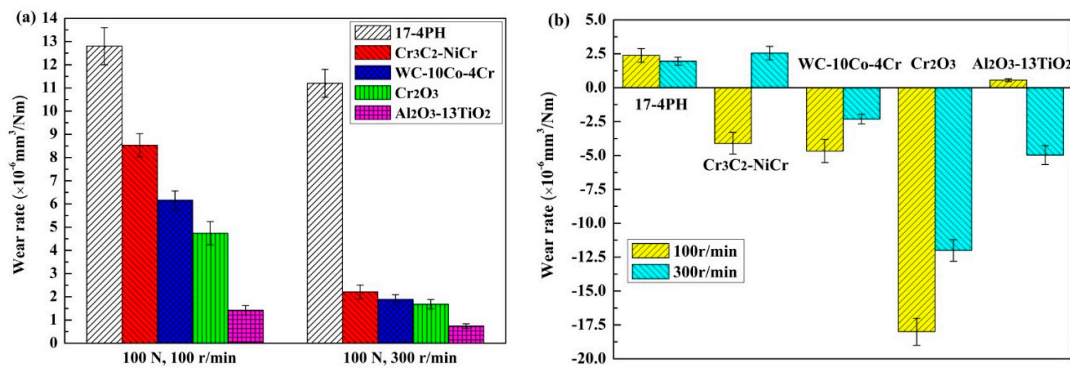 (a)
14
13
12
11
10
9
8
7
6
5
4
3
2
1
0
Wear rate (×10⁻⁶ mm³/Nm)
17-4PH
Cr₃C₂-NiCr
WC-10Co-4Cr
Cr₂O₃
Al₂O₃-13TiO₂
100 N, 100 r/min
100 N, 300 r/min
(b)
5.0
2.5
0.0
-2.5
-5.0
-7.5
-10.0
-12.5
-15.0
-17.5
-20.0
Wear rate (×10⁻⁶ mm³/Nm)
17-4PH
Cr₃C₂-NiCr
WC-10Co-4Cr
Cr₂O₃
Al₂O₃-13TiO₂
100r/min
300r/min